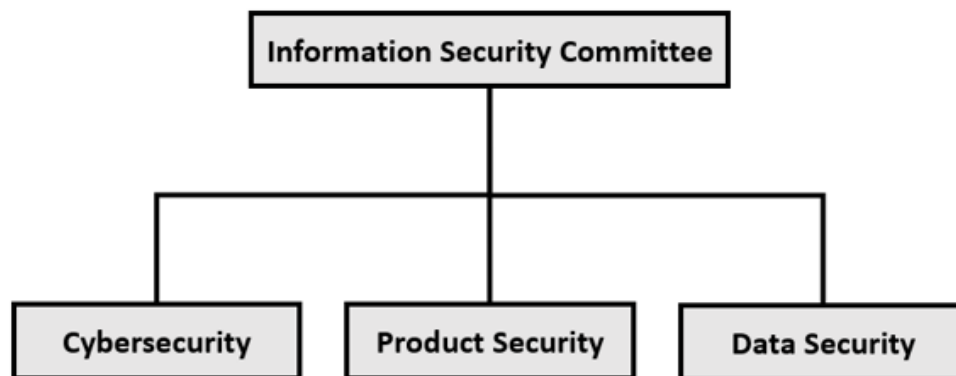 Information Security Committee
Cybersecurity
Product Security
Data Security